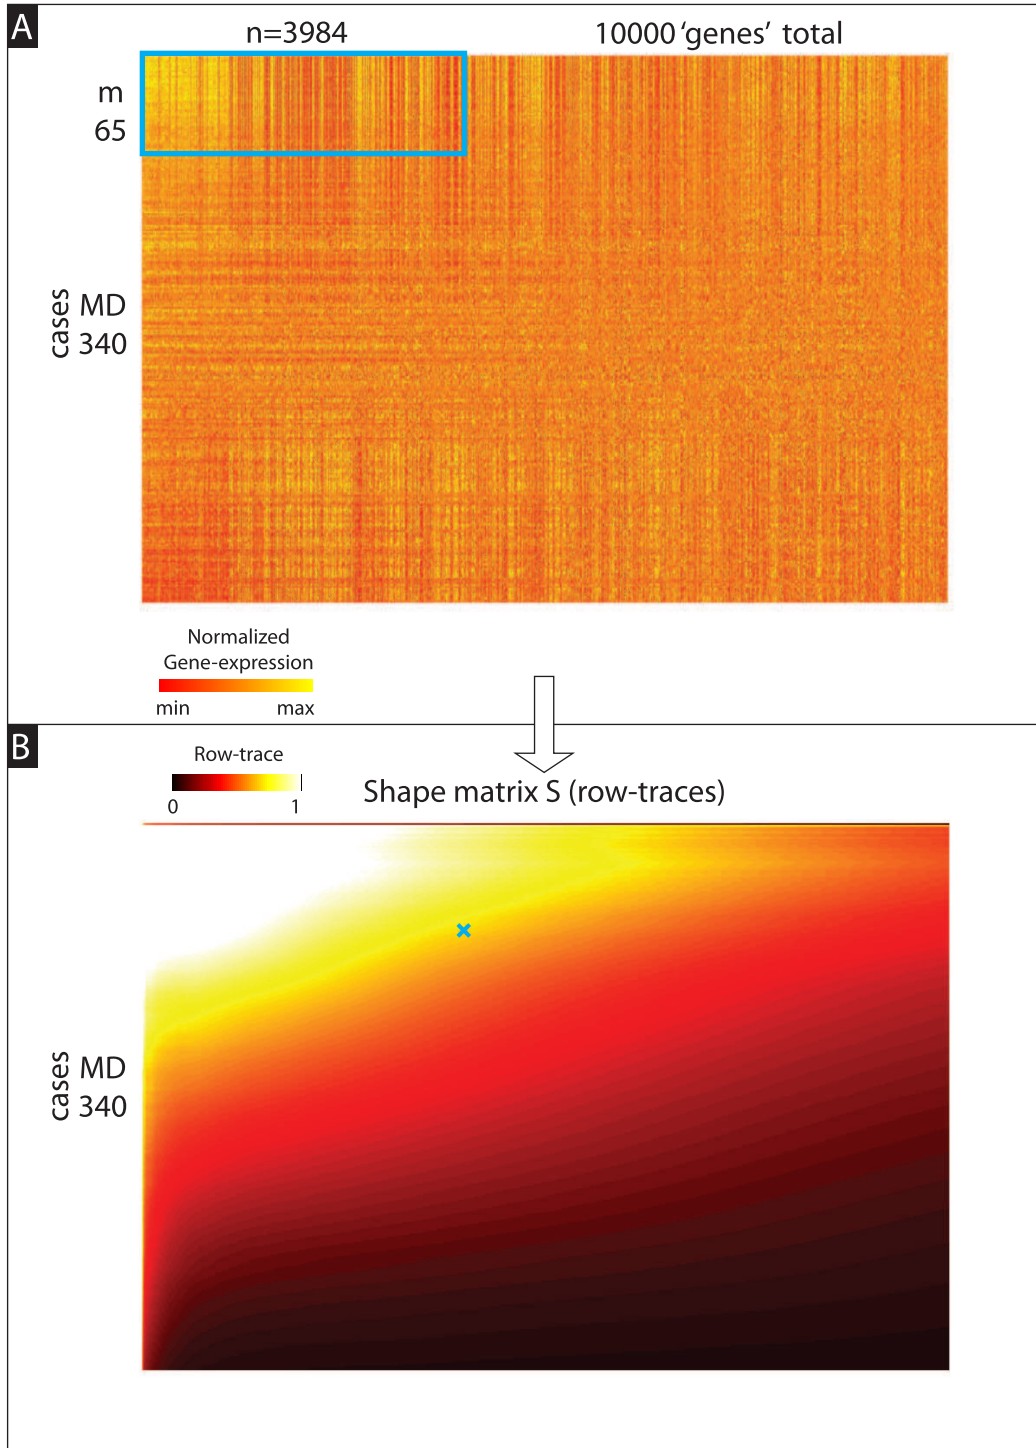 A
n=3984
10000 'genes' total
m
65
cases
MD
340
Normalized
Gene-expression
min
max
B
Row-trace
0
1
Shape matrix S (row-traces)
cases
MD
340